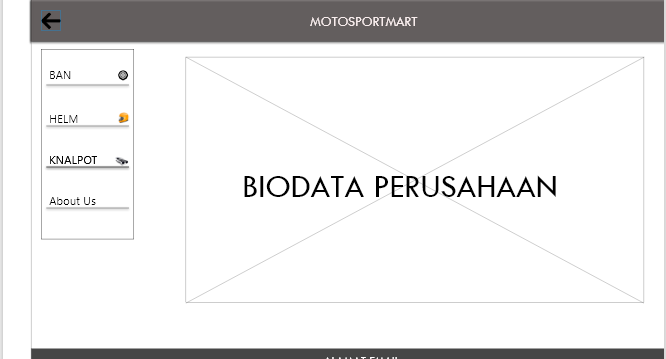 MOTOSPORTMART
BAN
HELM
KNALPOT
About Us
BIODATA PERUSAHAAN